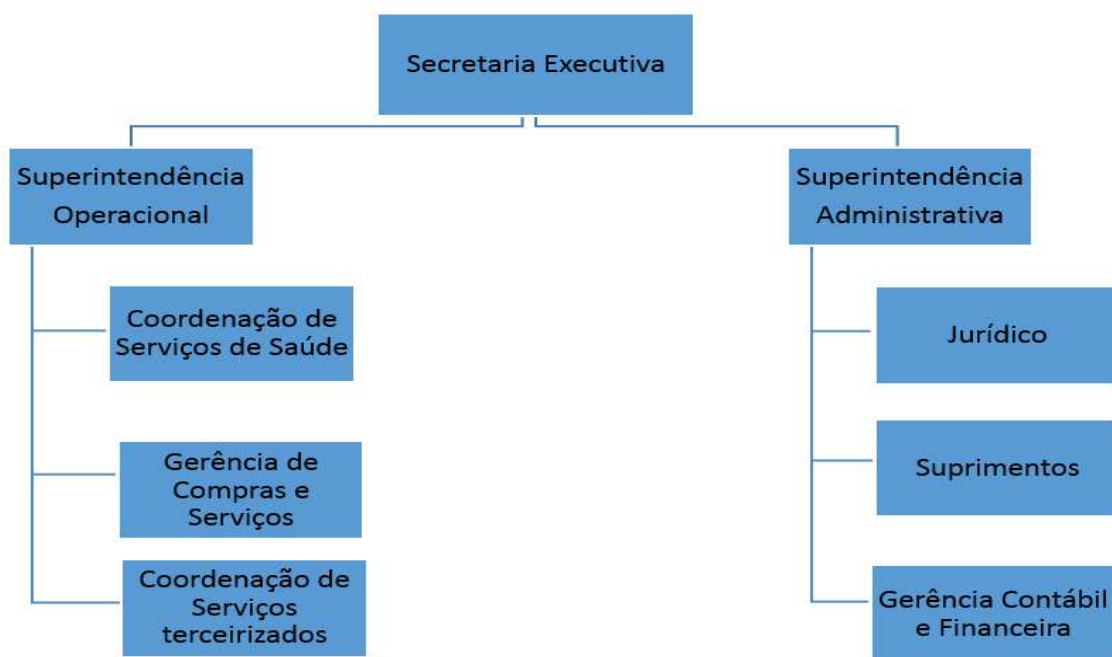 Secretaria Executiva
Superintendência
Operacional
Superintendência
Administrativa
Coordenação de
Serviços de Saúde
Gerência de
Compras e
Serviços
Coordenação de
Serviços
terceirizados
Jurídico
Suprimentos
Gerência Contábil
e Financeira